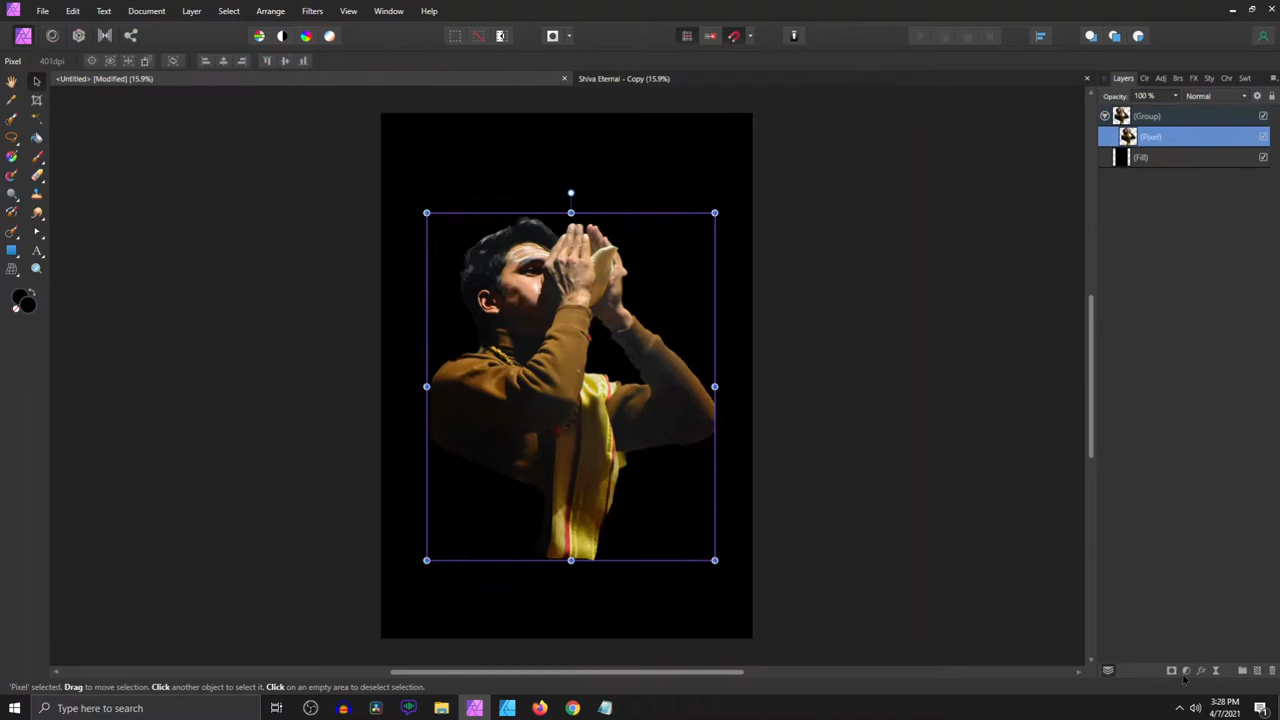 File Edit Text Document Layer Select Arrange Filters View Window Help
Pixel 401dpi
<Untitled> [Modified] (15.9%)
Shiva Eternal - Copy (15.9%)
Layers Clr Adj Brs FX Sty Chr Swt
Opacity: 100 % Normal
(Group)
(Pixel)
(Fill)
A
'Pixel' selected. Drag to move selection. Click another object to select it. Click on an empty area to deselect selection.
Type here to search
3:28 PM
4/7/2021